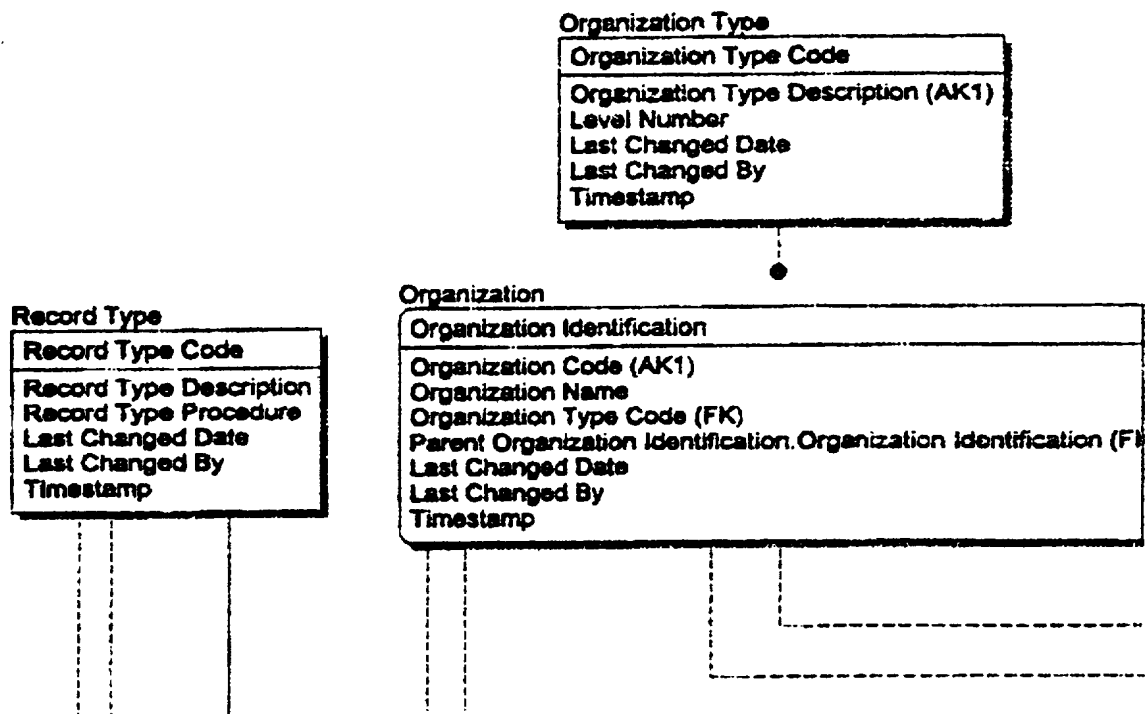 Organization Type
Organization Type Code
Organization Type Description (AK1)
Level Number
Last Changed Date
Last Changed By
Timestamp
Record Type
Record Type Code
Record Type Description
Record Type Procedure
Last Changed Date
Last Changed By
Timestamp
Organization
Organization Identification
Organization Code (AK1)
Organization Name
Organization Type Code (FK)
Parent Organization Identification.Organization Identification (FK
Last Changed Date
Last Changed By
Timestamp